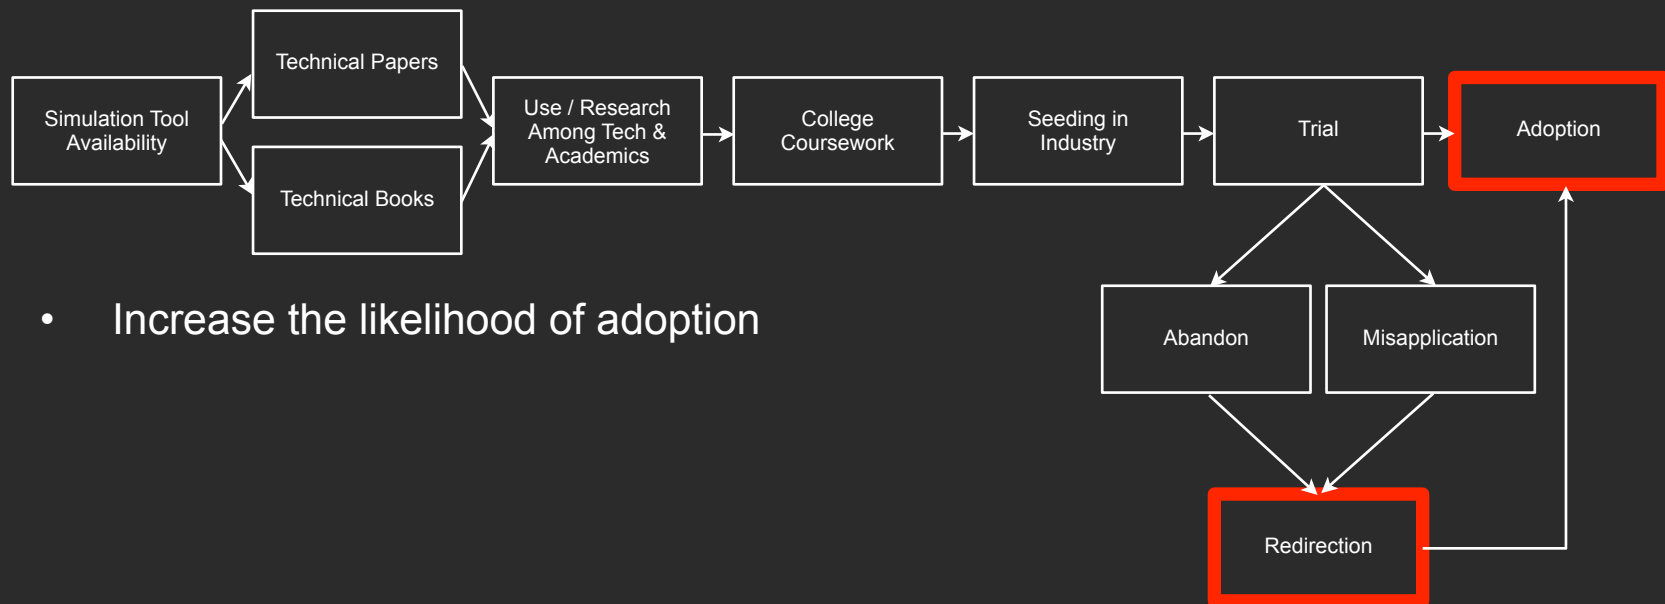 Technical Papers
Simulation Tool
Availability
Technical Books
Use / Research
Among Tech &
Academics
College
Coursework
Seeding in
Industry
Trial
Adoption
• Increase the likelihood of adoption
Abandon
Misapplication
Redirection